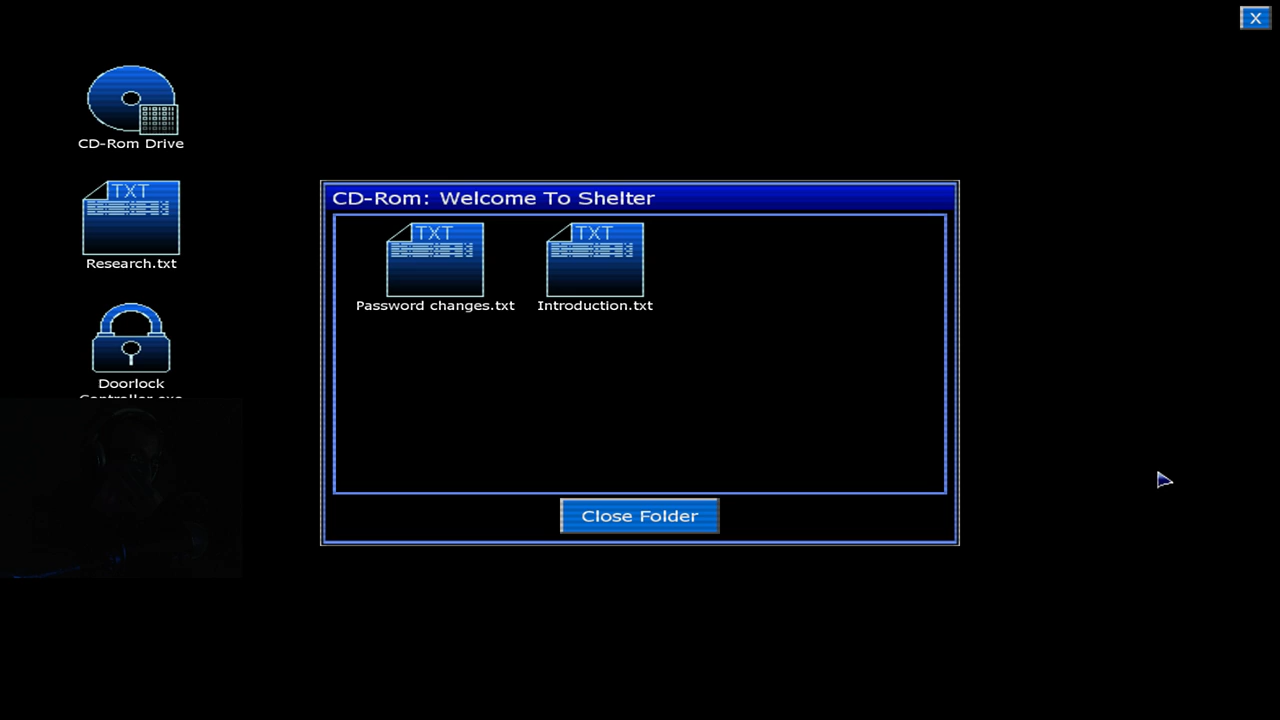 X
CD-Rom Drive
TXT
Research.txt
Doorlock
CD-Rom: Welcome To Shelter
TXT
TXT
Password changes.txt
Introduction.txt
Close Folder